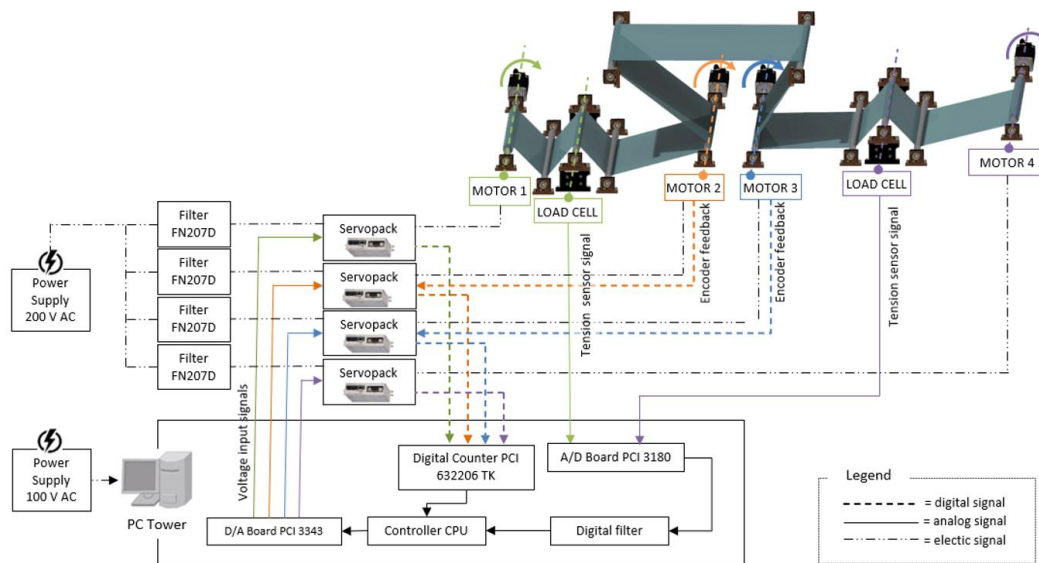 MOTOR 1
LOAD CELL
MOTOR 2
MOTOR 3
LOAD CELL
MOTOR 4
Filter
FN207D
Filter
FN207D
Filter
FN207D
Filter
FN207D
Servopack
Servopack
Servopack
Servopack
Power
Supply
200 V AC
Tension sensor signal
Encoder feedback
Encoder feedback
Tension sensor signal
Voltage input signals
Power
Supply
100 V AC
PC Tower
Digital Counter PCI
632206 TK
A/D Board PCI 3180
D/A Board PCI 3343
Controller CPU
Digital filter
Legend
= digital signal
= analog signal
= electic signal